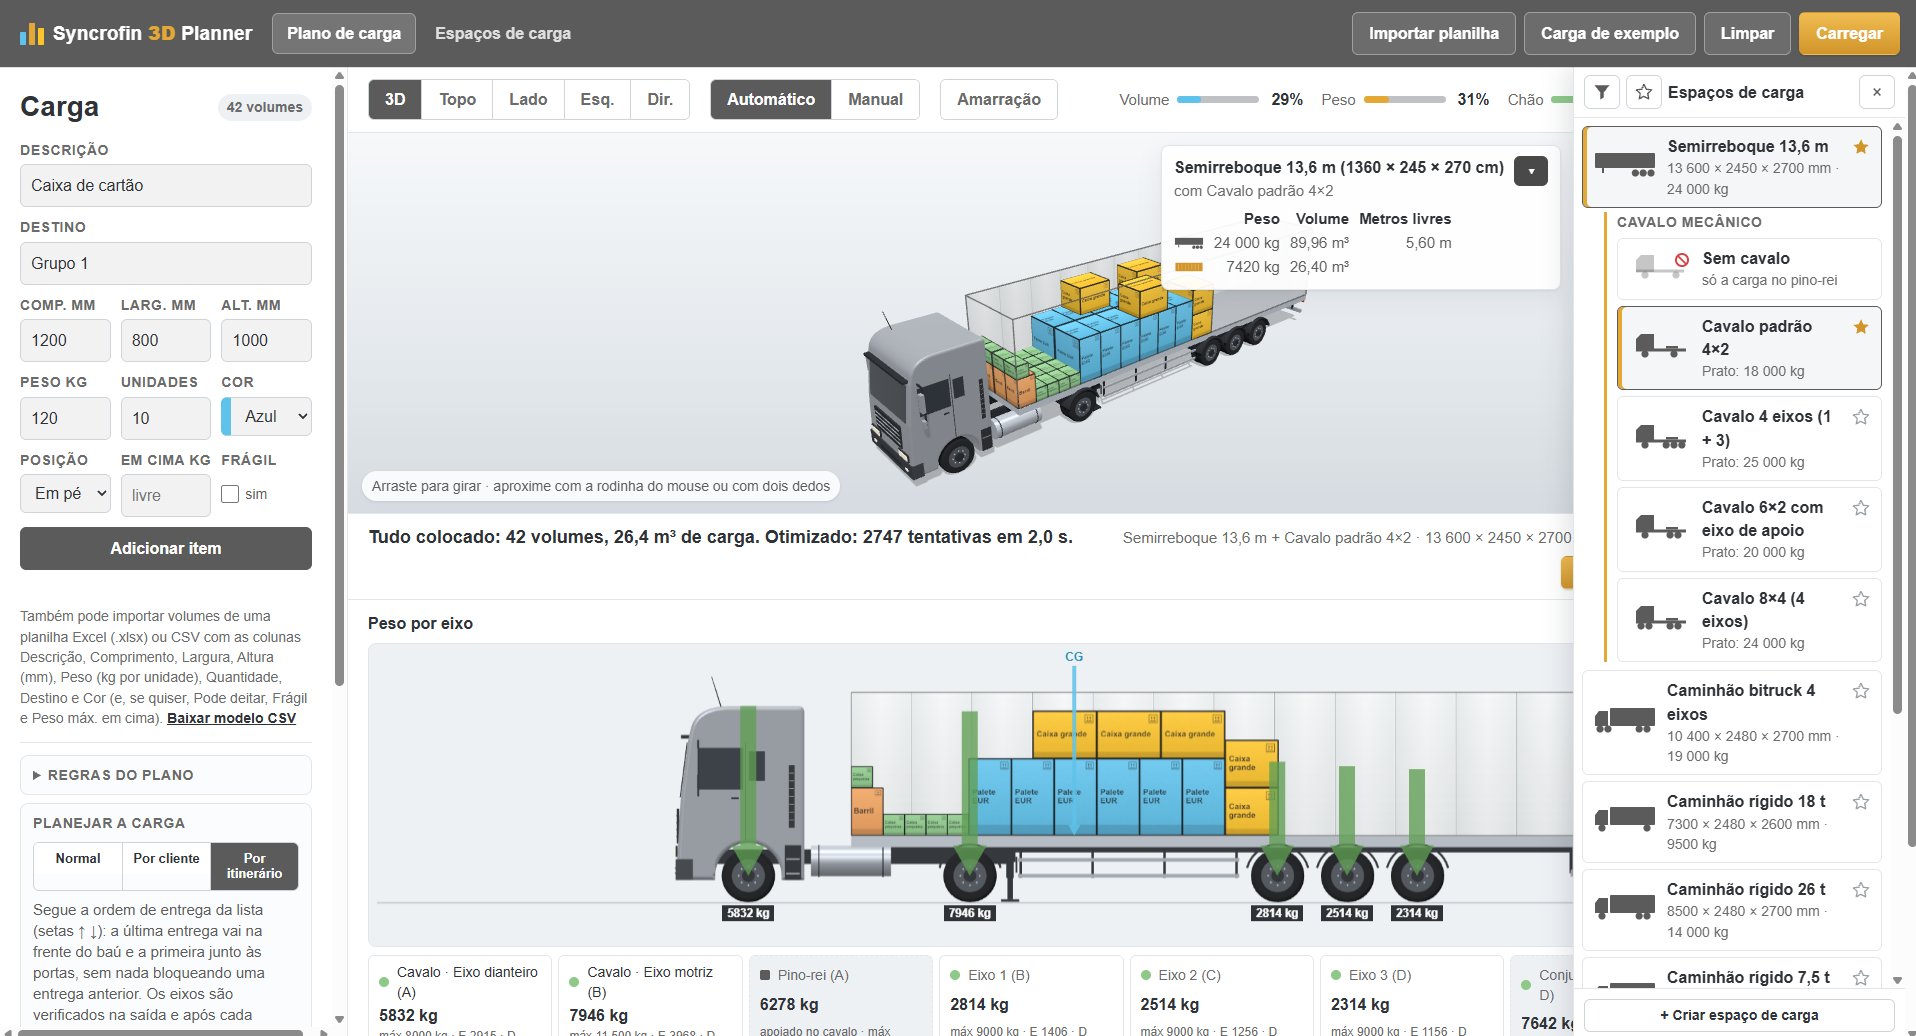 Syncrofin 3D Planner
Plano de carga
Espaços de carga
Importar planilha
Carga de exemplo
Limpar
Carregar
Carga
42 volumes
DESCRIÇÃO
Caixa de cartão
DESTINO
Grupo 1
COMP. MM LARG. MM ALT. MM
1200 800 1000
PESO KG UNIDADES COR
120 10 Azul
POSIÇÃO EM CIMA KG FRÁGIL
Em pé livre sim
Adicionar item
Também pode importar volumes de uma
planilha Excel (.xlsx) ou CSV com as colunas
Descrição, Comprimento, Largura, Altura
(mm), Peso (kg por unidade), Quantidade,
Destino e Cor (e, se quiser, Pode deitar, Frágil
e Peso máx. em cima). Baixar modelo CSV
REGRAS DO PLANO
PLANEJAR A CARGA
Normal
Por cliente
Por
itinerário
Segue a ordem de entrega da lista
(setas ↑ ↓): a última entrega vai na
frente do baú e a primeira junto às
portas, sem nada bloqueando uma
entrega anterior. Os eixos são
verificados na saída e após cada
3D Topo Lado Esq. Dir.
Automático Manual
Amarração
Volume 29% Peso 31% Chão
Semirreboque 13,6 m (1360 × 245 × 270 cm)
com Cavalo padrão 4×2
Peso Volume Metros livres
24 000 kg 89,96 m³ 5,60 m
7420 kg 26,40 m³
Arraste para girar · aproxime com a rodinha do mouse ou com dois dedos
Tudo colocado: 42 volumes, 26,4 m³ de carga. Otimizado: 2747 tentativas em 2,0 s.
Semirreboque 13,6 m + Cavalo padrão 4×2 · 13 600 × 2450 × 2700
Peso por eixo
CG
Caixa grande Caixa grande Caixa grande
Caixa
grande
Palete
EUR
Palete
EUR
Palete
EUR
Palete
EUR
Palete
EUR
Palete
EUR
Caixa
grande
Barril
5832 kg 7946 kg 2814 kg 2514 kg 2314 kg
Cavalo · Eixo dianteiro
(A)
5832 kg
máx 8000 kg · E 2915 · D
Cavalo · Eixo motriz
(B)
7946 kg
máx 11 500 kg · E 3968 · D
Pino-rei (A)
6278 kg
apoiado no cavalo · máx
Eixo 1 (B)
2814 kg
máx 9000 kg · E 1406 · D
Eixo 2 (C)
2514 kg
máx 9000 kg · E 1256 · D
Eixo 3 (D)
2314 kg
máx 9000 kg · E 1156 · D
Conju
D)
7642 k
Espaços de carga
×
Semirreboque 13,6 m
13 600 × 2450 × 2700 mm ·
24 000 kg
CAVALO MECÂNICO
Sem cavalo
só a carga no pino-rei
Cavalo padrão
4×2
Prato: 18 000 kg
Cavalo 4 eixos (1
+ 3)
Prato: 25 000 kg
Cavalo 6×2 com
eixo de apoio
Prato: 20 000 kg
Cavalo 8×4 (4
eixos)
Prato: 24 000 kg
Caminhão bitruck 4
eixos
10 400 × 2480 × 2700 mm ·
19 000 kg
Caminhão rígido 18 t
7300 × 2480 × 2600 mm ·
9500 kg
Caminhão rígido 26 t
8500 × 2480 × 2700 mm ·
14 000 kg
Caminhão rígido 7,5 t
+ Criar espaço de carga